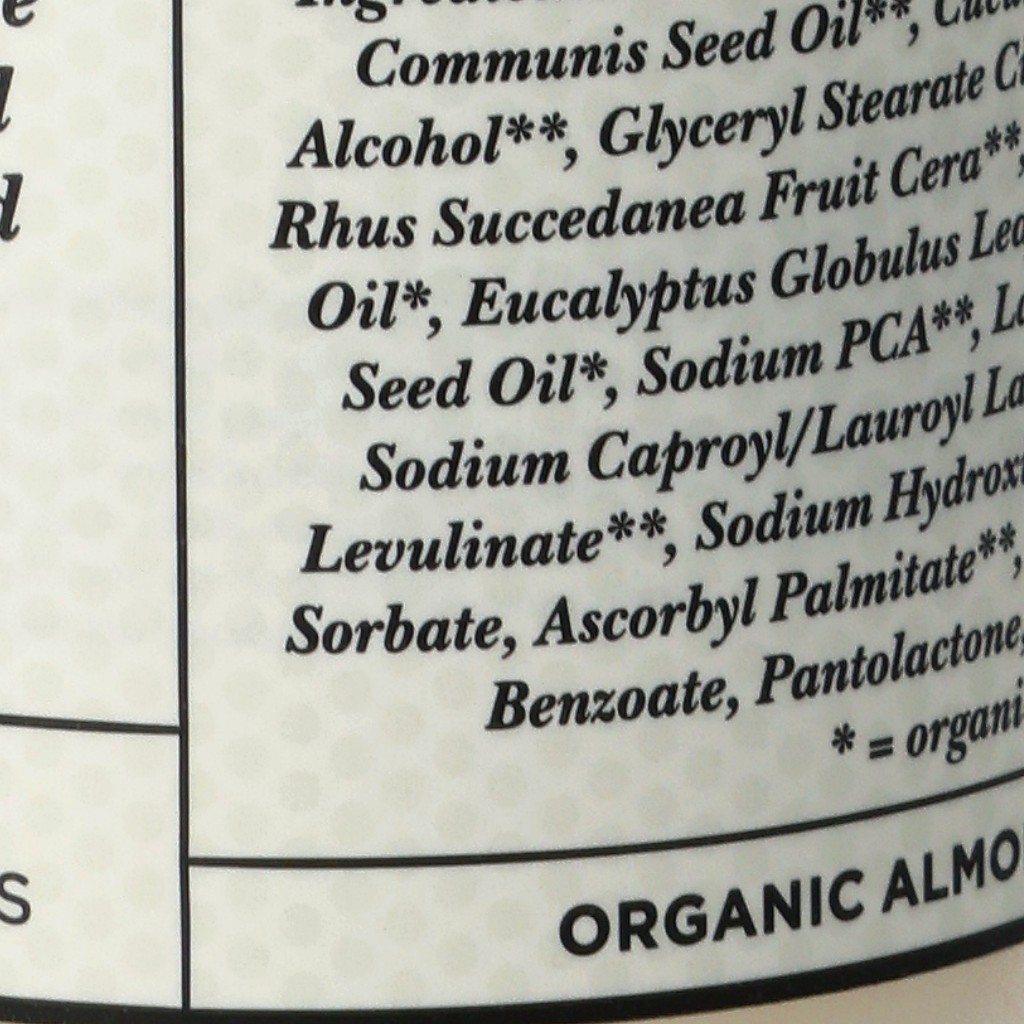 Communis Seed Oil**,
Alcohol**, Glyceryl Stearate
Rhus Succedanea Fruit Cera**,
Oil*, Eucalyptus Globulus
Seed Oil*, Sodium PCA**,
Sodium Caproyl/Lauroyl
Levulinate**, Sodium
Sorbate, Ascorbyl Palmitate**,
Benzoate, Pantolactone,
* =
ORGANIC